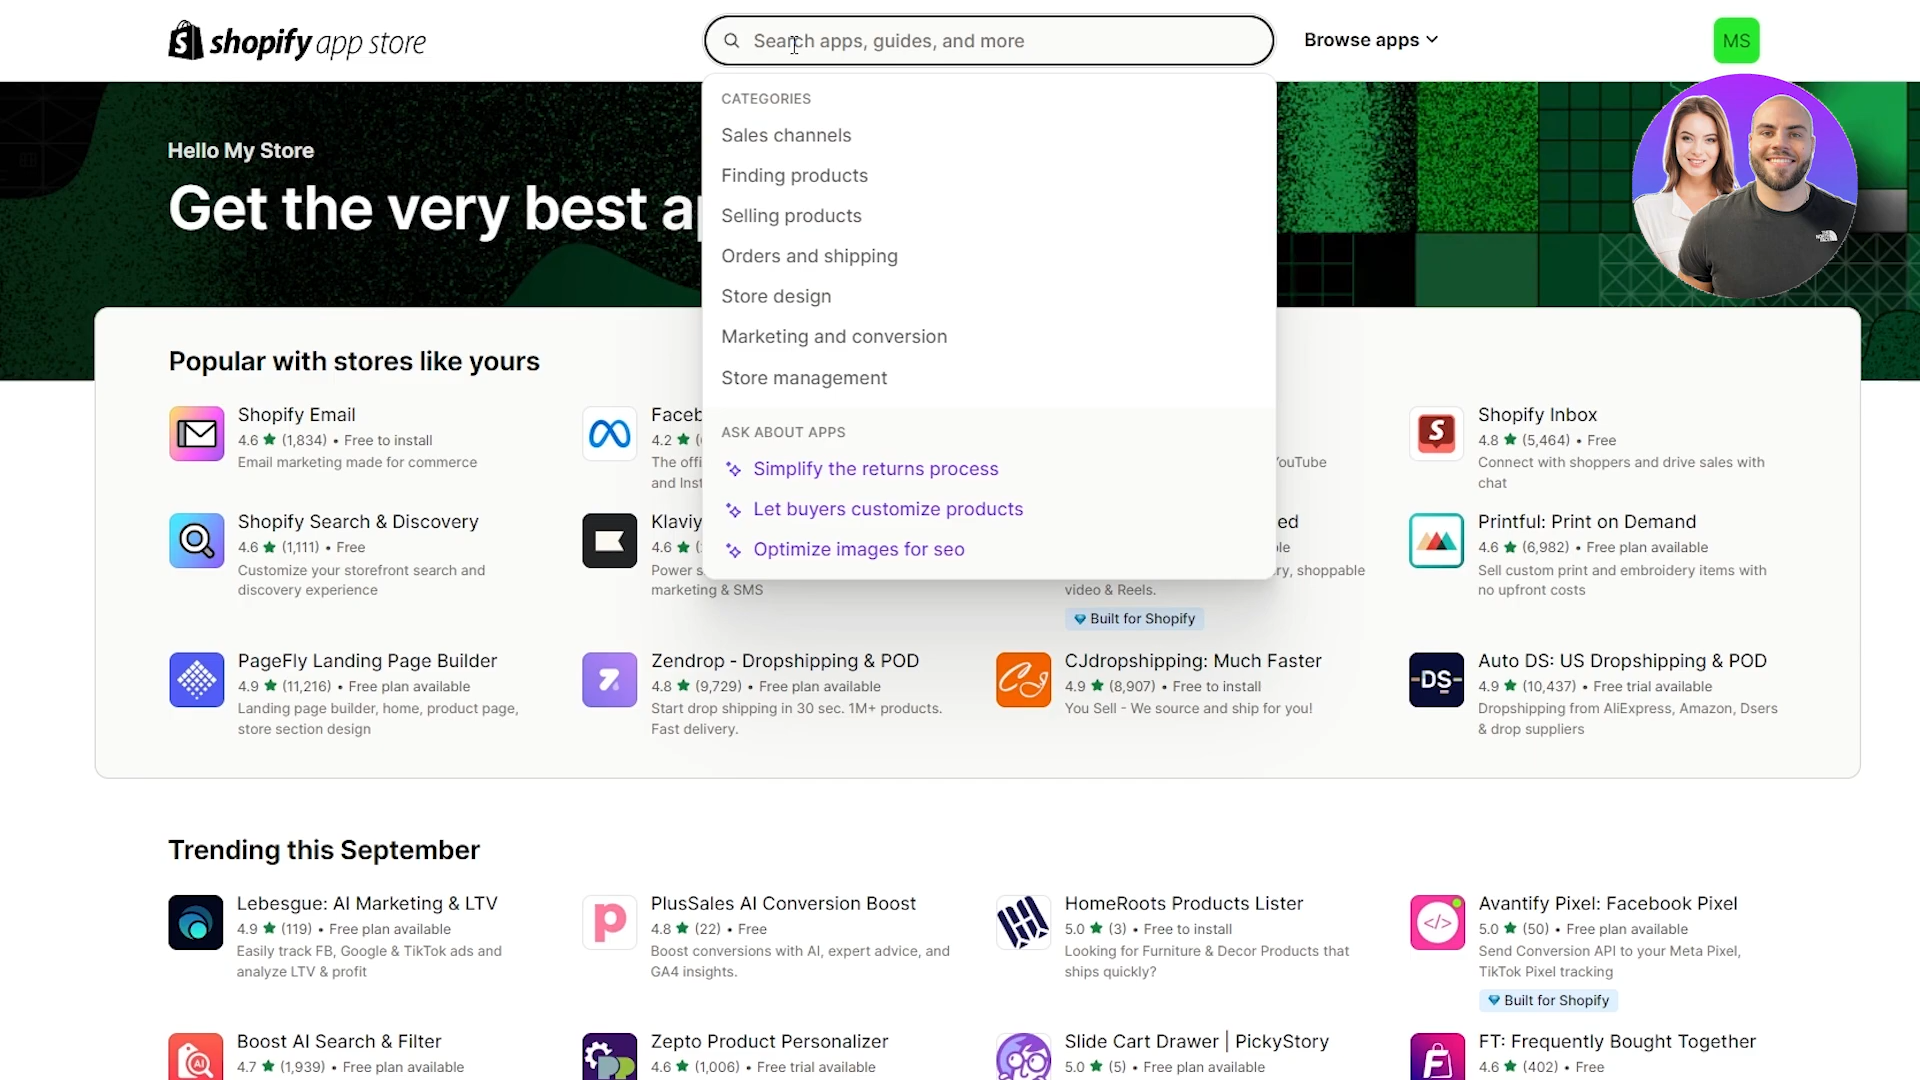 shopify app store
Search apps, guides, and more
Browse apps
MS
CATEGORIES
Sales channels
Finding products
Selling products
Orders and shipping
Store design
Marketing and conversion
Store management
ASK ABOUT APPS
Simplify the returns process
Let buyers customize products
Optimize images for seo
Hello My Store
Get the very best a
Popular with stores like yours
Shopify Email
4.6 ★ (1,834) • Free to install
Email marketing made for commerce
Faceb
4.2 ★
The offi
and Inst
YouTube
Shopify Inbox
4.8 ★ (5,464) • Free
Connect with shoppers and drive sales with
chat
Shopify Search & Discovery
4.6 ★ (1,111) • Free
Customize your storefront search and
discovery experience
Klaviy
4.6 ★
Power s
marketing & SMS
ed
le
ry, shoppable
video & Reels.
Built for Shopify
Printful: Print on Demand
4.6 ★ (6,982) • Free plan available
Sell custom print and embroidery items with
no upfront costs
PageFly Landing Page Builder
4.9 ★ (11,216) • Free plan available
Landing page builder, home, product page,
store section design
Zendrop - Dropshipping & POD
4.8 ★ (9,729) • Free plan available
Start drop shipping in 30 sec. 1M+ products.
Fast delivery.
CJdropshipping: Much Faster
4.9 ★ (8,907) • Free to install
You Sell - We source and ship for you!
-DS-
Auto DS: US Dropshipping & POD
4.9 ★ (10,437) • Free trial available
Dropshipping from AliExpress, Amazon, Dsers
& drop suppliers
Trending this September
Lebesgue: AI Marketing & LTV
4.9 ★ (119) • Free plan available
Easily track FB, Google & TikTok ads and
analyze LTV & profit
PlusSales AI Conversion Boost
4.8 ★ (22) • Free
Boost conversions with AI, expert advice, and
GA4 insights.
HomeRoots Products Lister
5.0 ★ (3) • Free to install
Looking for Furniture & Decor Products that
ships quickly?
Avantify Pixel: Facebook Pixel
5.0 ★ (50) • Free plan available
Send Conversion API to your Meta Pixel,
TikTok Pixel tracking
Built for Shopify
Boost AI Search & Filter
4.7 ★ (1,939) • Free plan available
Zepto Product Personalizer
4.6 ★ (1,006) • Free trial available
Slide Cart Drawer | PickyStory
5.0 ★ (5) • Free plan available
FT: Frequently Bought Together
4.6 ★ (402) • Free